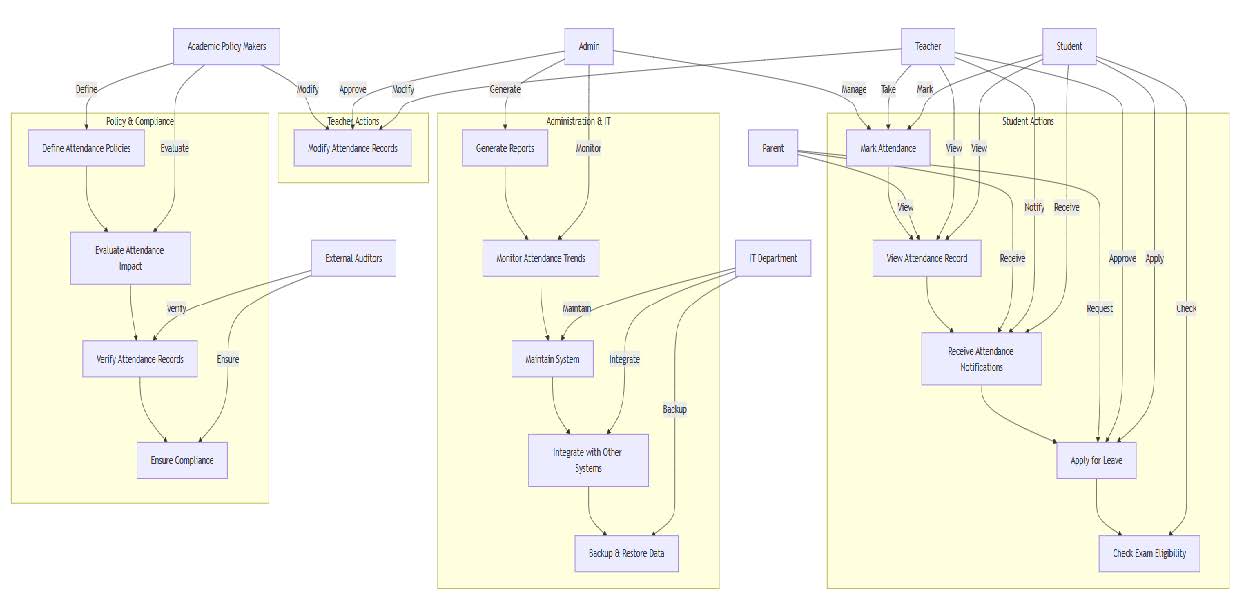 Academic Policy Makers
Admin
Teacher
Student
Define
Modify
Approve
Modify
Generate
Manage
Take
Mark
Policy & Compliance
Teacher Actions
Administration & IT
Student Actions
Define Attendance Policies
Evaluate
Modify Attendance Records
Generate Reports
Monitor
Parent
Mark Attendance
View
View
View
Notify
Receive
Evaluate Attendance
Impact
External Auditors
Monitor Attendance Trends
IT Department
View Attendance Record
Receive
Approve
Apply
Verify
Maintain
Request
Check
Verify Attendance Records
Ensure
Maintain System
Integrate
Receive Attendance
Notifications
Backup
Ensure Compliance
Integrate with Other
Systems
Apply for Leave
Backup & Restore Data
Check Exam Eligibility